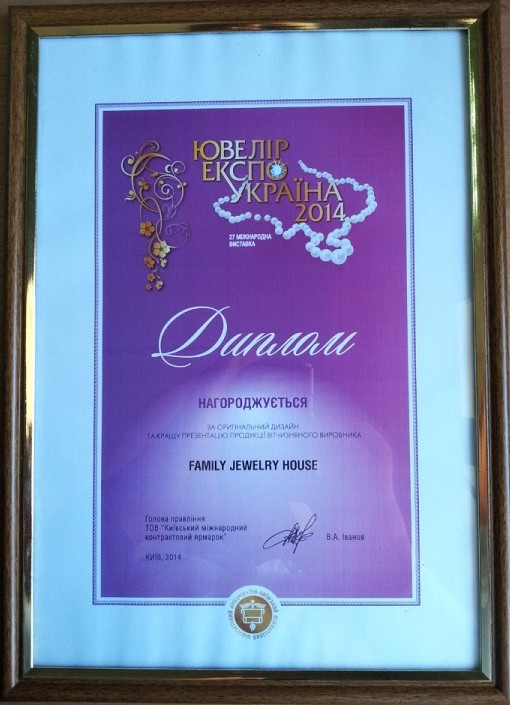 ЮВЕЛІР
ЕКСПО
УКРАЇНА
2014
27 МІЖНАРОДНА
ВИСТАВКА
Диплом
НАГОРОДЖУЄТЬСЯ
ЗА ОРИГІНАЛЬНИЙ ДИЗАЙН
ТА КРАЩУ ПРЕЗЕНТАЦІЮ ПРОДУКЦІЇ ВІТЧИЗНЯНОГО ВИРОБНИКА
FAMILY JEWELRY HOUSE
Голова правління
ТОВ "Київський міжнародний
контрактовий ярмарок"
В.А. Іванов
КИЇВ, 2014